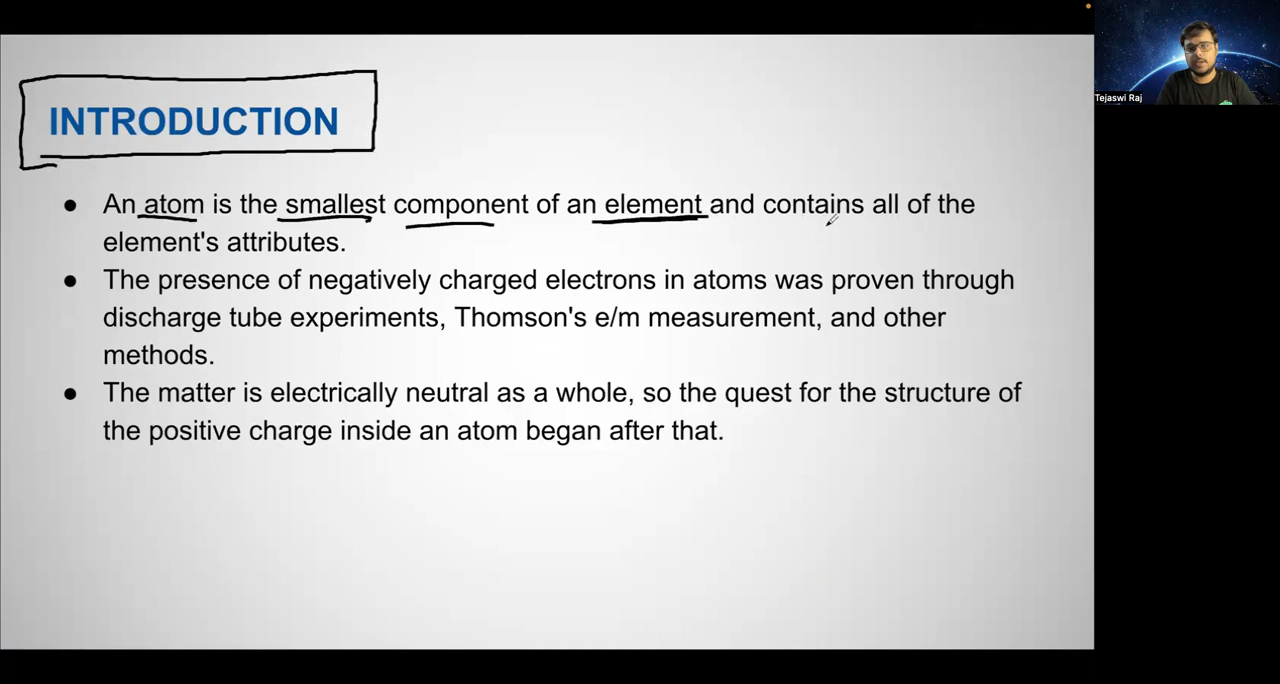 Tejaswi Raj
INTRODUCTION
● An atom is the smallest component of an element and contains all of the
element's attributes.
● The presence of negatively charged electrons in atoms was proven through
discharge tube experiments, Thomson's e/m measurement, and other
methods.
● The matter is electrically neutral as a whole, so the quest for the structure of
the positive charge inside an atom began after that.